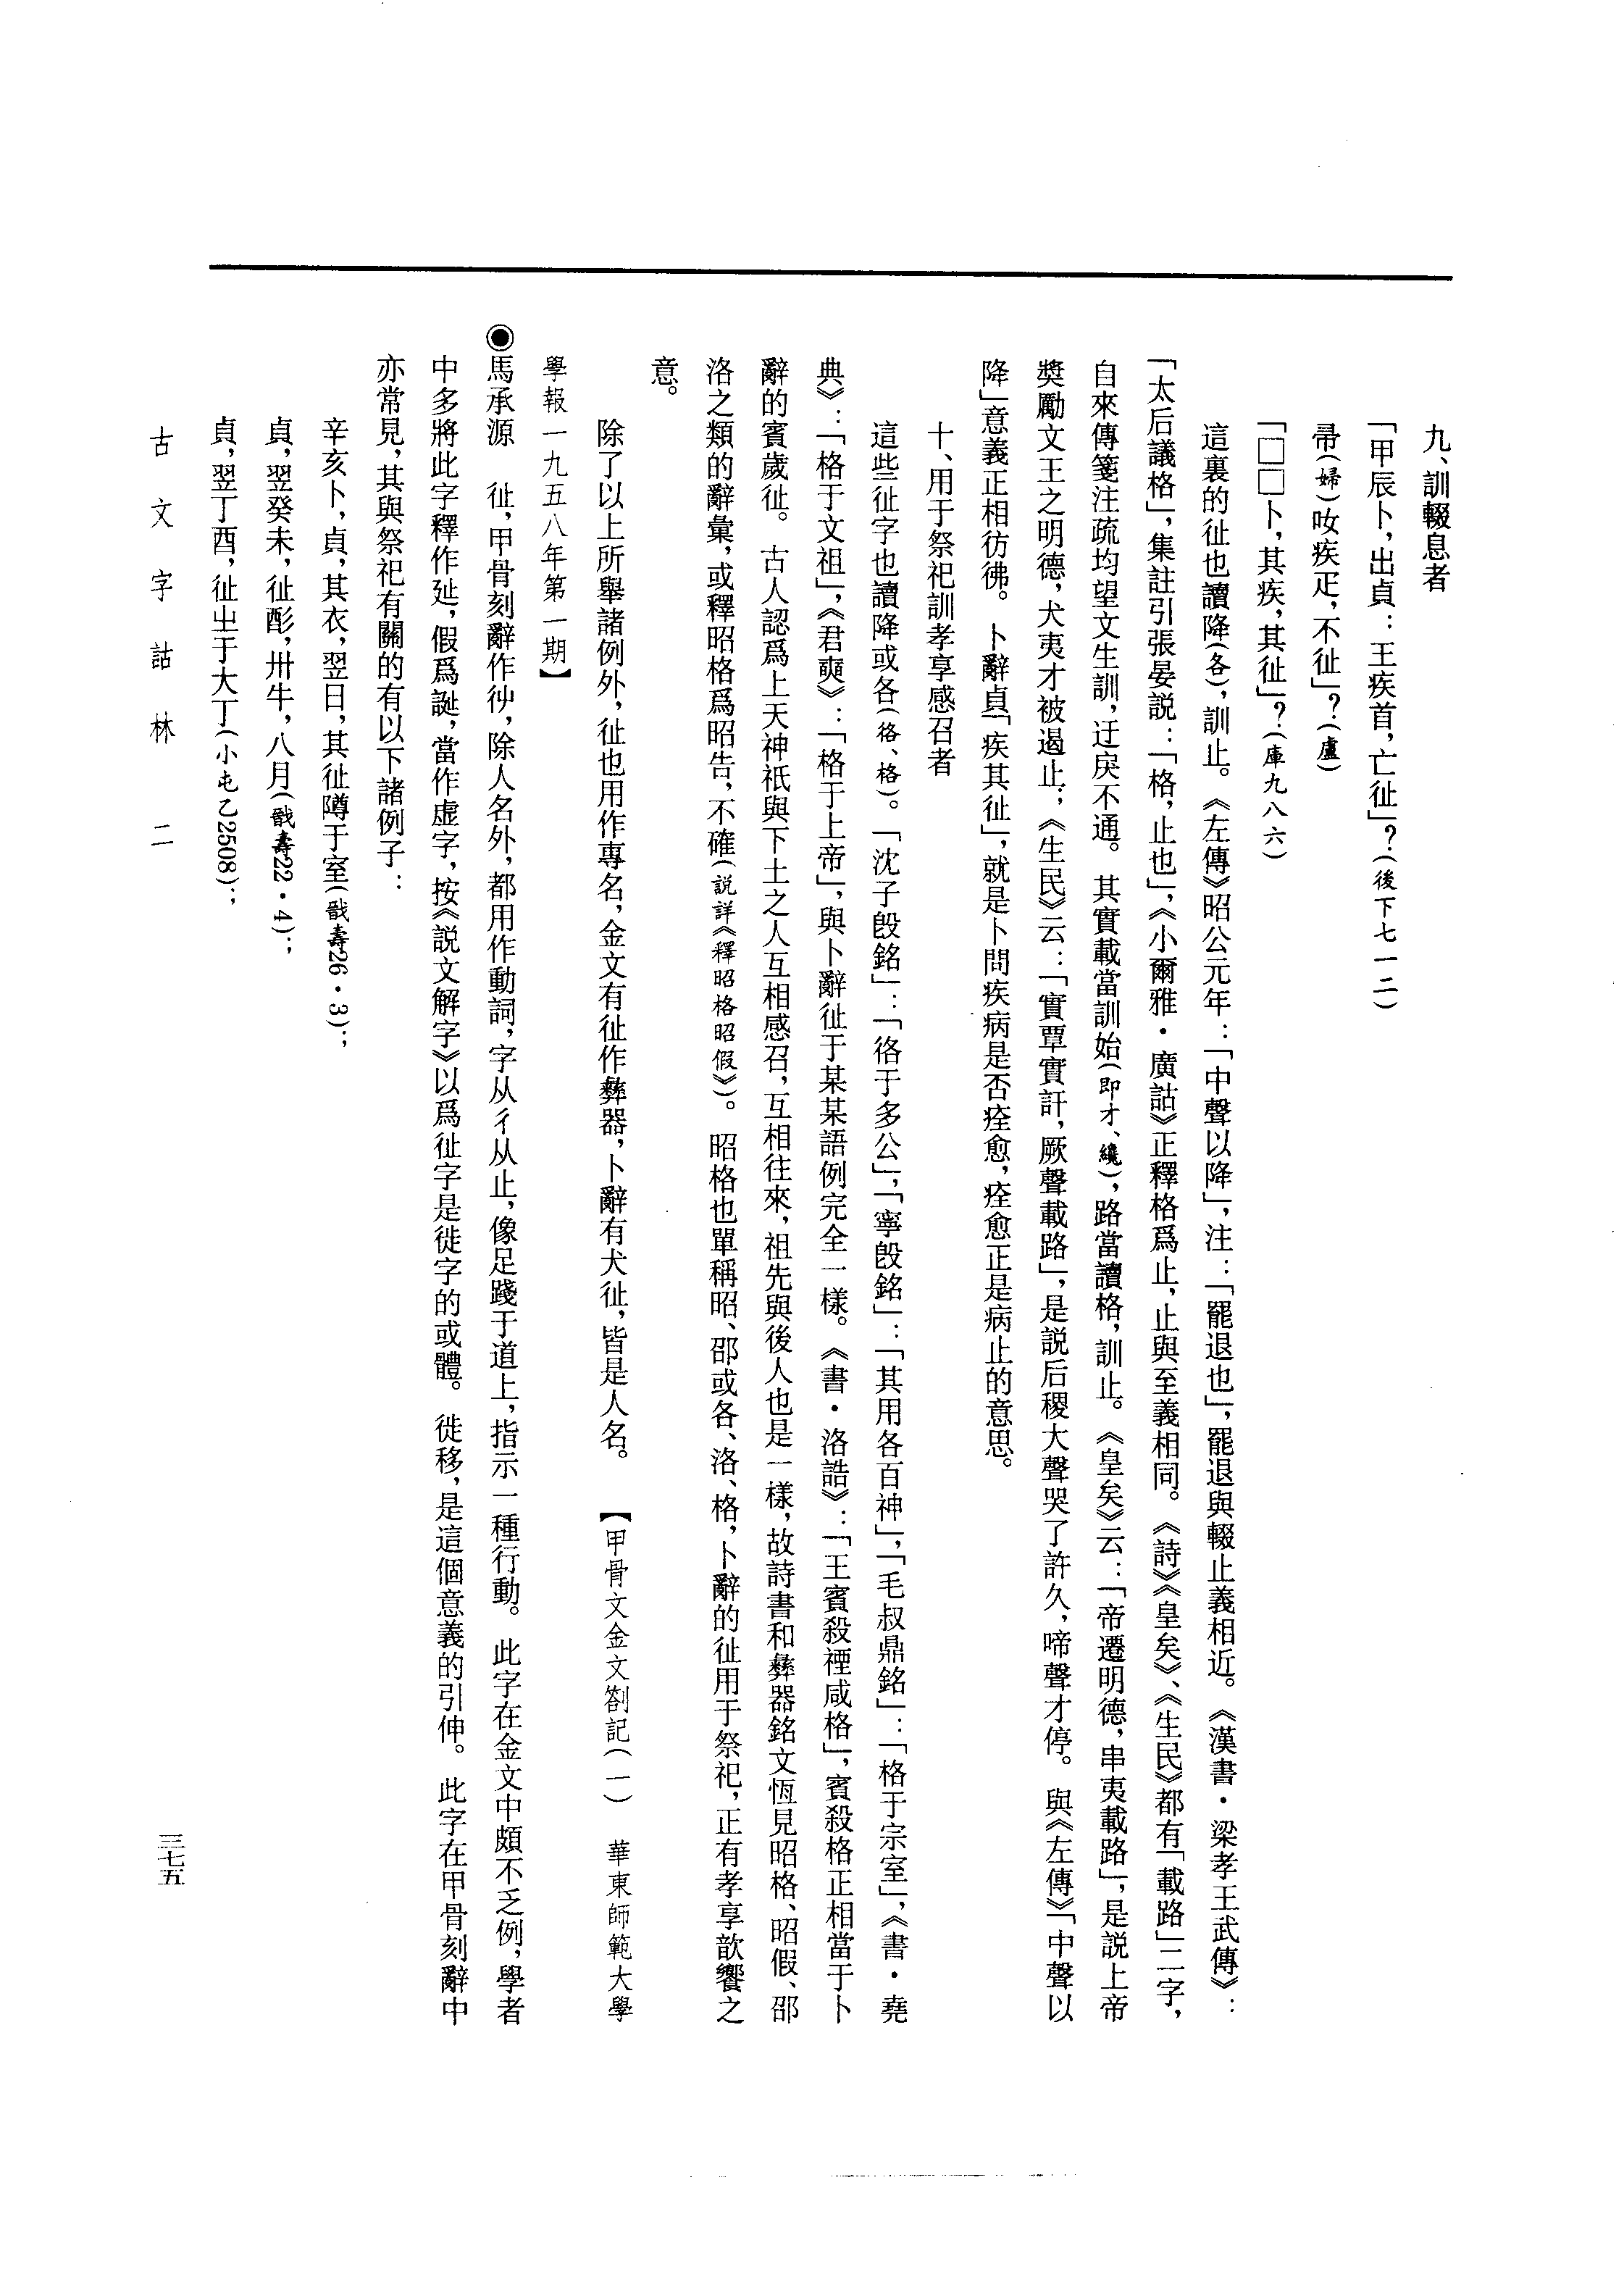 九、訓輟息者
「甲辰卜，出貞：王疾首，亡㢟」？（後下七一二）
帚（婦）㚢疾疋，不㢟」？（盧）
「□□卜，其疾，其㢟」？（庫九八六）
這裏的㢟也讀降（各），訓止。《左傳》昭公元年：「中聲以降」，注：「罷退也」，罷退與輟止義相近。《漢書·梁孝王武傳》：
「太后議格」，集註引張晏説：「格，止也」，《小爾雅·廣詁》正釋格爲止，止與至義相同。《詩》《皇矣》、《生民》都有「載路」二字，
自來傳箋注疏均望文生訓，迂戾不通。其實載當訓始（即才、纔），路當讀格，訓止。《皇矣》云：「帝遷明德，串夷載路」，是説上帝
獎勵文王之明德，犬夷才被遏止；《生民》云：「實覃實訏，厥聲載路」，是説后稷大聲哭了許久，啼聲才停。與《左傳》「中聲以
降」意義正相彷彿。卜辭貞「疾其㢟」，就是卜問疾病是否痊愈，痊愈正是病止的意思。
十、用于祭祀訓孝享感召者
這些㢟字也讀降或各（㣟、格）。「沈子𣪘銘」：「㣟于多公」，「寧𣪘銘」：「其用各百神」，「毛叔鼎銘」：「格于宗室」，《書·堯
典》：「格于文祖」，《君奭》：「格于上帝」，與卜辭㢟于某某語例完全一樣。《書·洛誥》：「王賓殺禋咸格」，賓殺格正相當于卜
辭的賓歲㢟。古人認爲上天神祇與下土之人互相感召，互相往來，祖先與後人也是一樣，故詩書和彝器銘文恆見昭格、昭假、邵
洛之類的辭彙，或釋昭格爲昭告，不確（説詳《釋昭格昭假》）。昭格也單稱昭、邵或各、洛、格，卜辭的㢟用于祭祀，正有孝享歆饗之
意。
除了以上所舉諸例外，㢟也用作專名，金文有㢟作彝器，卜辭有犬㢟，皆是人名。　【甲骨文金文劄記（一）　華東師範大學
學報一九五八年第一期】
◉馬承源　㢟，甲骨刻辭作㣔，除人名外，都用作動詞，字从彳从止，像足踐于道上，指示一種行動。此字在金文中頗不乏例，學者
中多將此字釋作延，假爲誕，當作虛字，按《説文解字》以爲㢟字是徙字的或體。徙移，是這個意義的引伸。此字在甲骨刻辭中
亦常見，其與祭祀有關的有以下諸例子：
辛亥卜，貞，其衣，翌日，其㢟障于室（戩壽26·3）；
貞，翌癸未，㢟酌，卅牛，八月（戩壽22·4）；
貞，翌丁酉，㢟㞢于大丁（小屯乙2508）；
古文字詁林　二
三七五